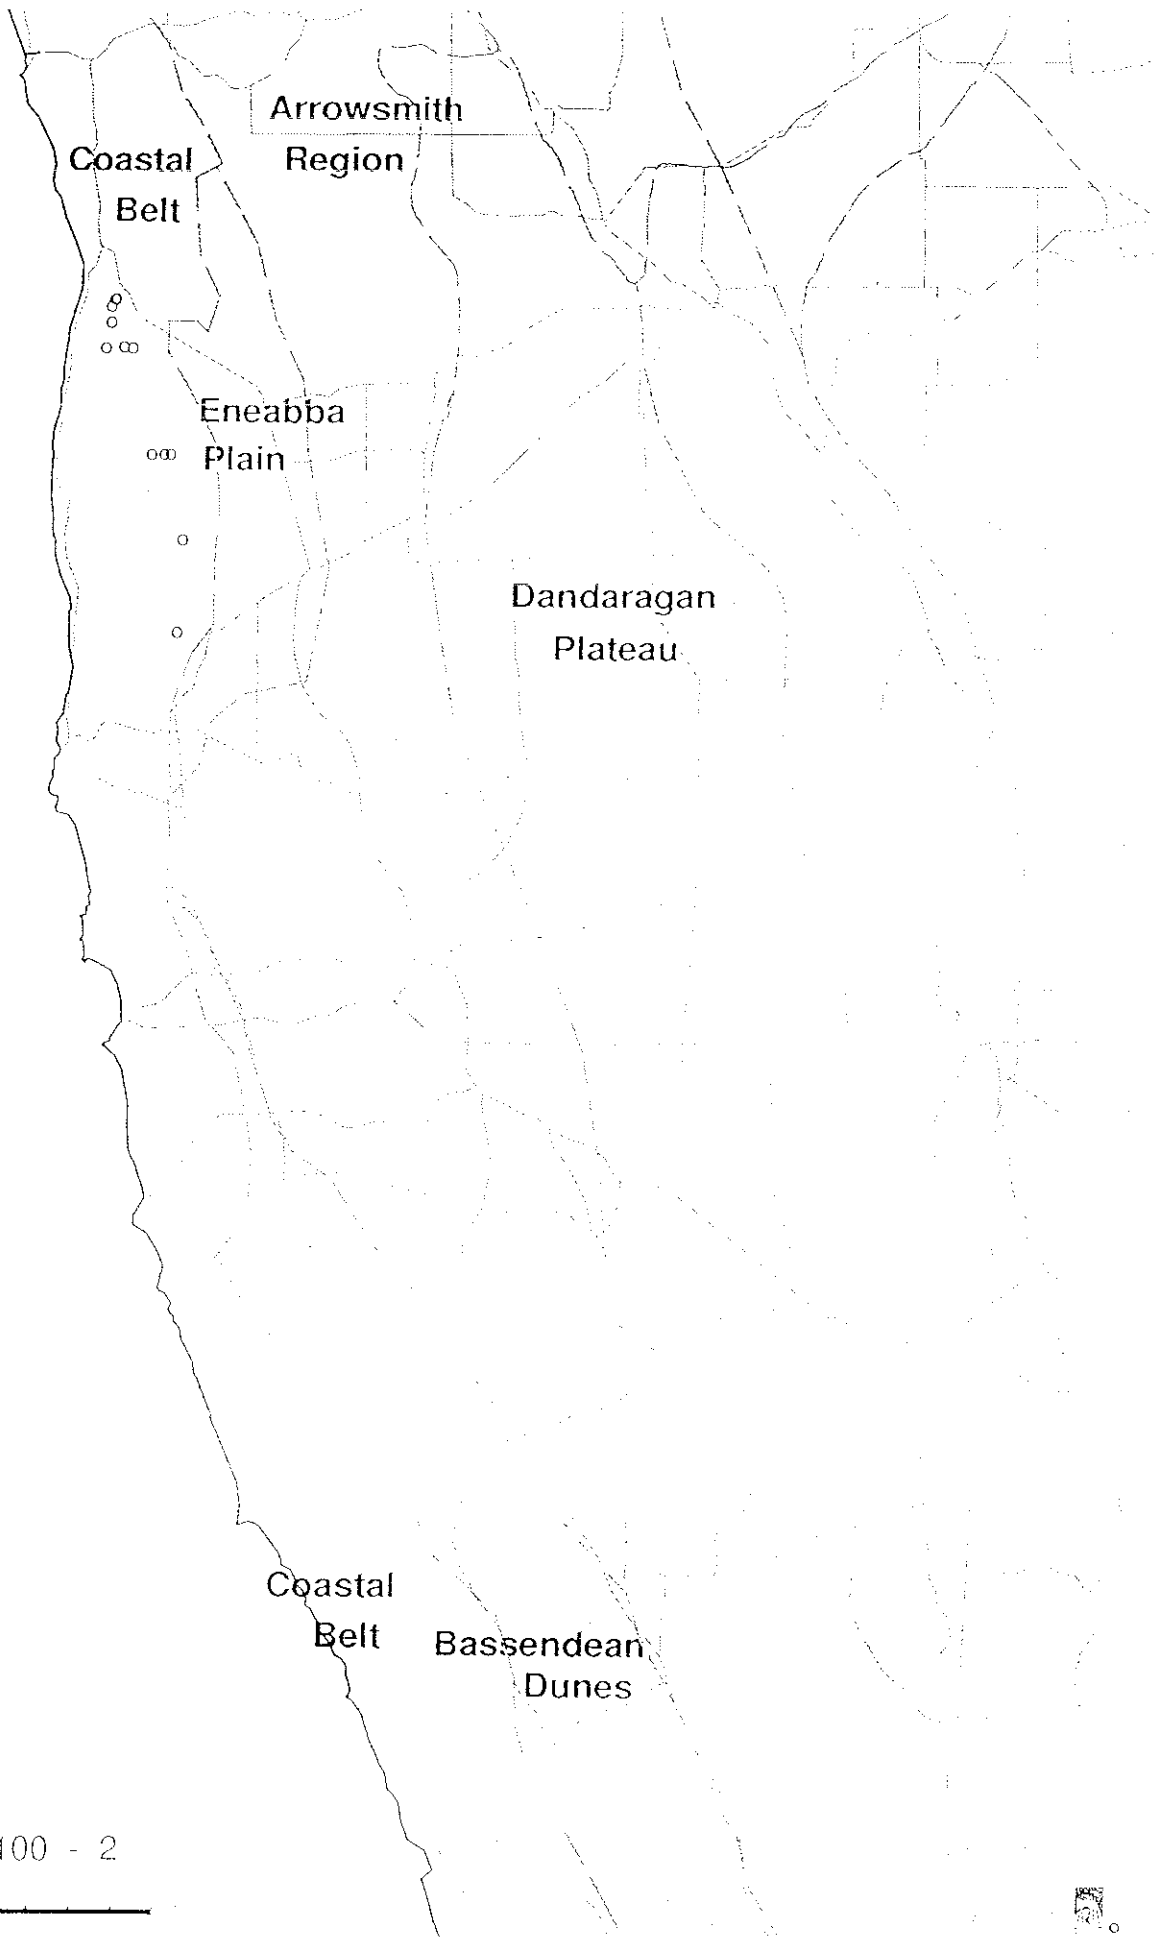 Arrowsmith
Region
Coastal
Belt
Eneabba
Plain
Dandaragan
Plateau
Coastal
Belt
Bassendean
Dunes
100 - 2